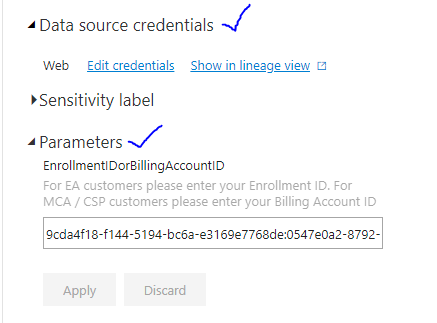 Data source credentials
Web Edit credentials Show in lineage view
Sensitivity label
Parameters
EnrollmentIDorBillingAccountID
For EA customers please enter your Enrollment ID. For
MCA / CSP customers please enter your Billing Account ID
9cda4f18-f144-5194-bc6a-e3169e7768de:0547e0a2-8792-
Apply Discard